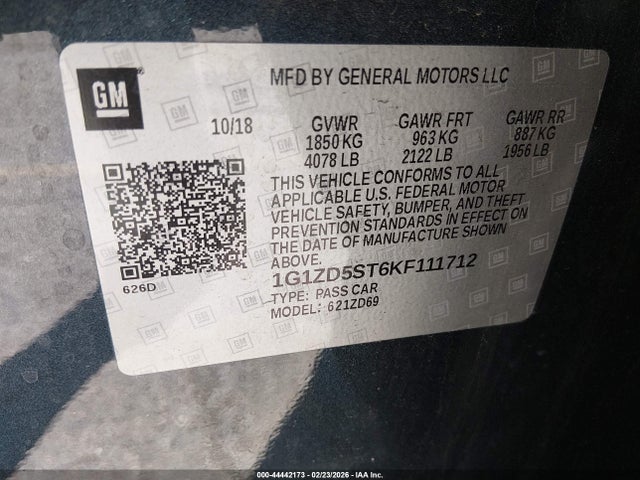 GM
MFD BY GENERAL MOTORS LLC
10/18 GVWR GAWR FRT GAWR RR
1850 KG 963 KG 887 KG
4078 LB 2122 LB 1956 LB
THIS VEHICLE CONFORMS TO ALL
APPLICABLE U.S. FEDERAL MOTOR
VEHICLE SAFETY, BUMPER, AND THEFT
PREVENTION STANDARDS IN EFFECT ON
THE DATE OF MANUFACTURE SHOWN
ABOVE.
626D
1G1ZD5ST6KF111712
TYPE: PASS CAR
MODEL: 621ZD69
000-44442173 - 02/23/2026 - IAA Inc.